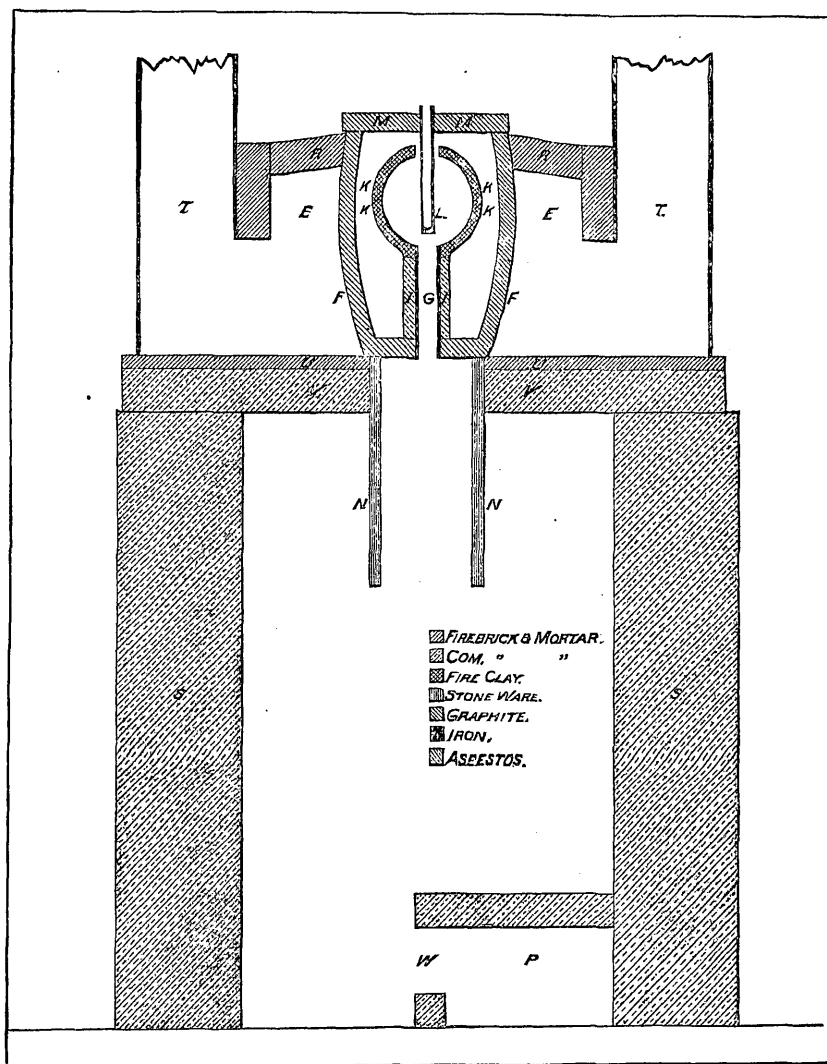 M M
R R
K K
K K
T E L. E T.
F I G I F
U U
V V
N N
FIREBRICK & MORTAR.
COM. " "
FIRE CLAY.
STONE WARE.
GRAPHITE.
IRON.
ASBESTOS.
S S
W P